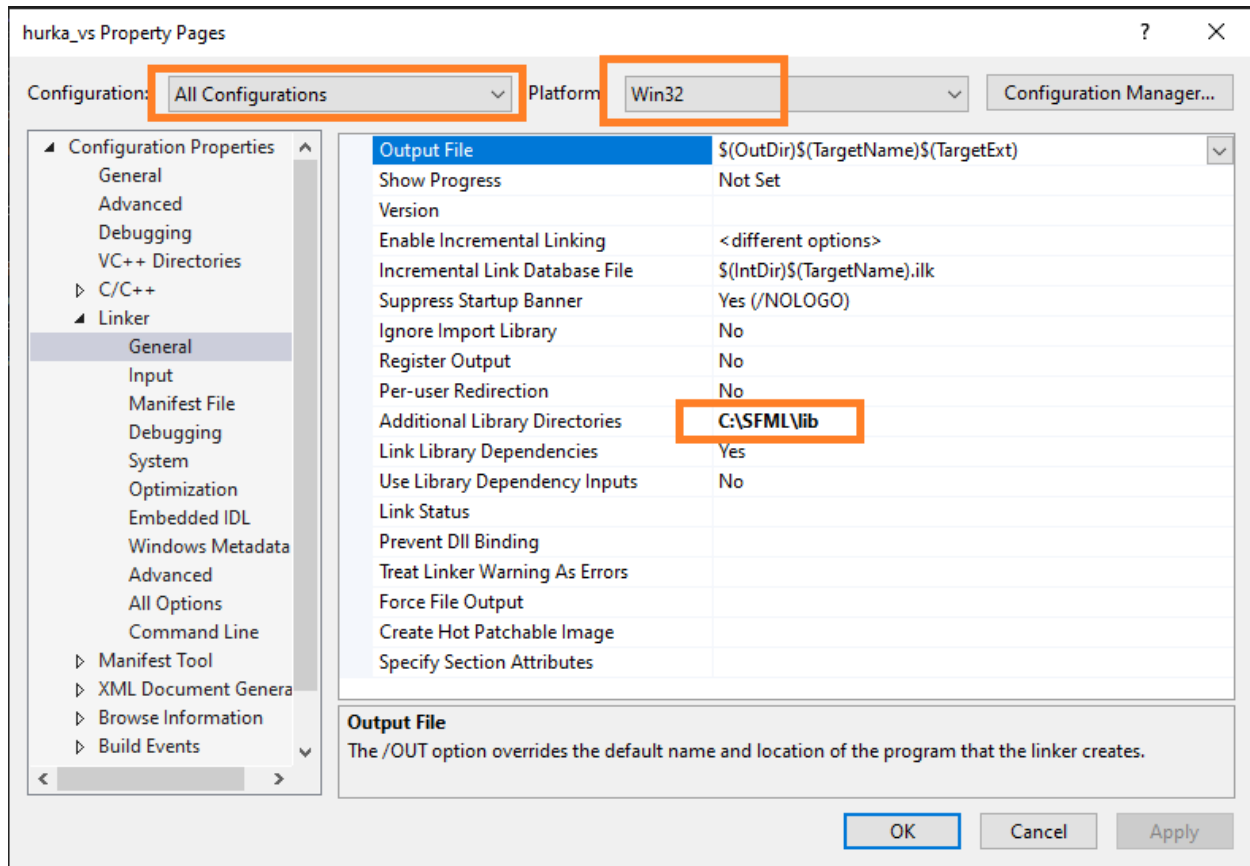 hurka_vs Property Pages
?
Configuration: All Configurations Platform Win32 Configuration Manager...
Configuration Properties
General
Advanced
Debugging
VC++ Directories
C/C++
Linker
General
Input
Manifest File
Debugging
System
Optimization
Embedded IDL
Windows Metadata
Advanced
All Options
Command Line
Manifest Tool
XML Document Genera
Browse Information
Build Events
Output File $(OutDir)$(TargetName)$(TargetExt)
Show Progress Not Set
Version
Enable Incremental Linking <different options>
Incremental Link Database File $(IntDir)$(TargetName).ilk
Suppress Startup Banner Yes (/NOLOGO)
Ignore Import Library No
Register Output No
Per-user Redirection No
Additional Library Directories C:\SFML\lib
Link Library Dependencies Yes
Use Library Dependency Inputs No
Link Status
Prevent Dll Binding
Treat Linker Warning As Errors
Force File Output
Create Hot Patchable Image
Specify Section Attributes
Output File
The /OUT option overrides the default name and location of the program that the linker creates.
OK Cancel Apply